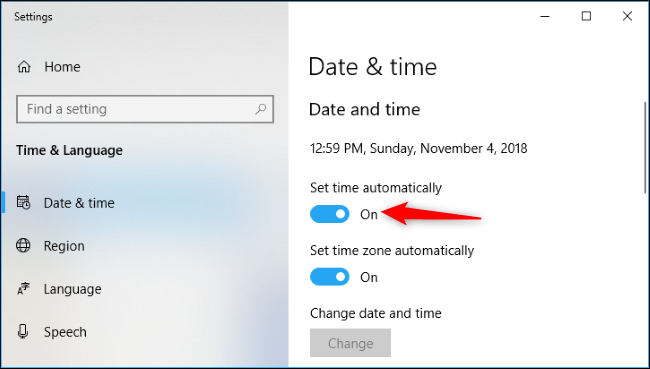 Settings
Home
Find a setting
Time & Language
Date & time
Region
Language
Speech
Date & time
Date and time
12:59 PM, Sunday, November 4, 2018
Set time automatically
On
Set time zone automatically
On
Change date and time
Change